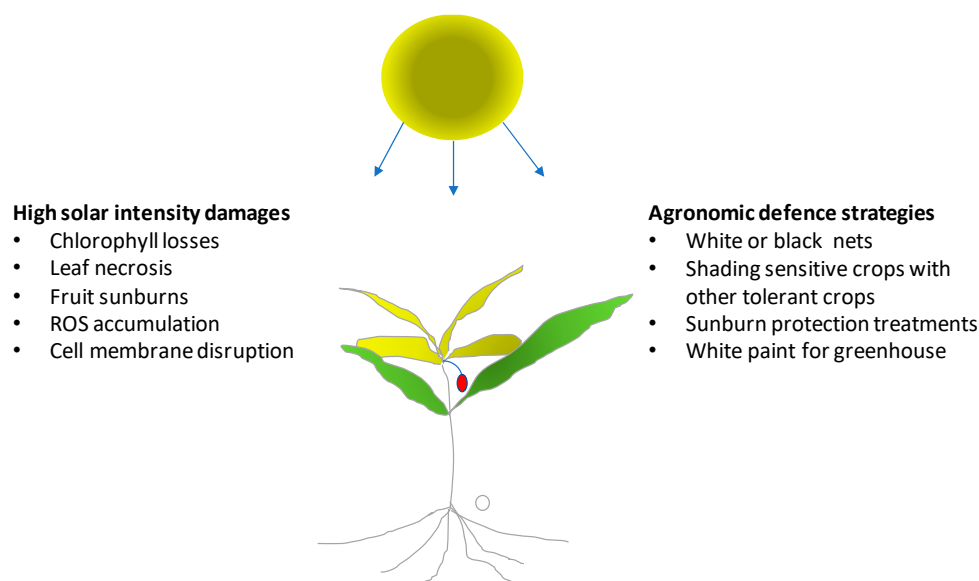 High solar intensity damages
• Chlorophyll losses
• Leaf necrosis
• Fruit sunburns
• ROS accumulation
• Cell membrane disruption
Agronomic defence strategies
• White or black nets
• Shading sensitive crops with
other tolerant crops
• Sunburn protection treatments
• White paint for greenhouse